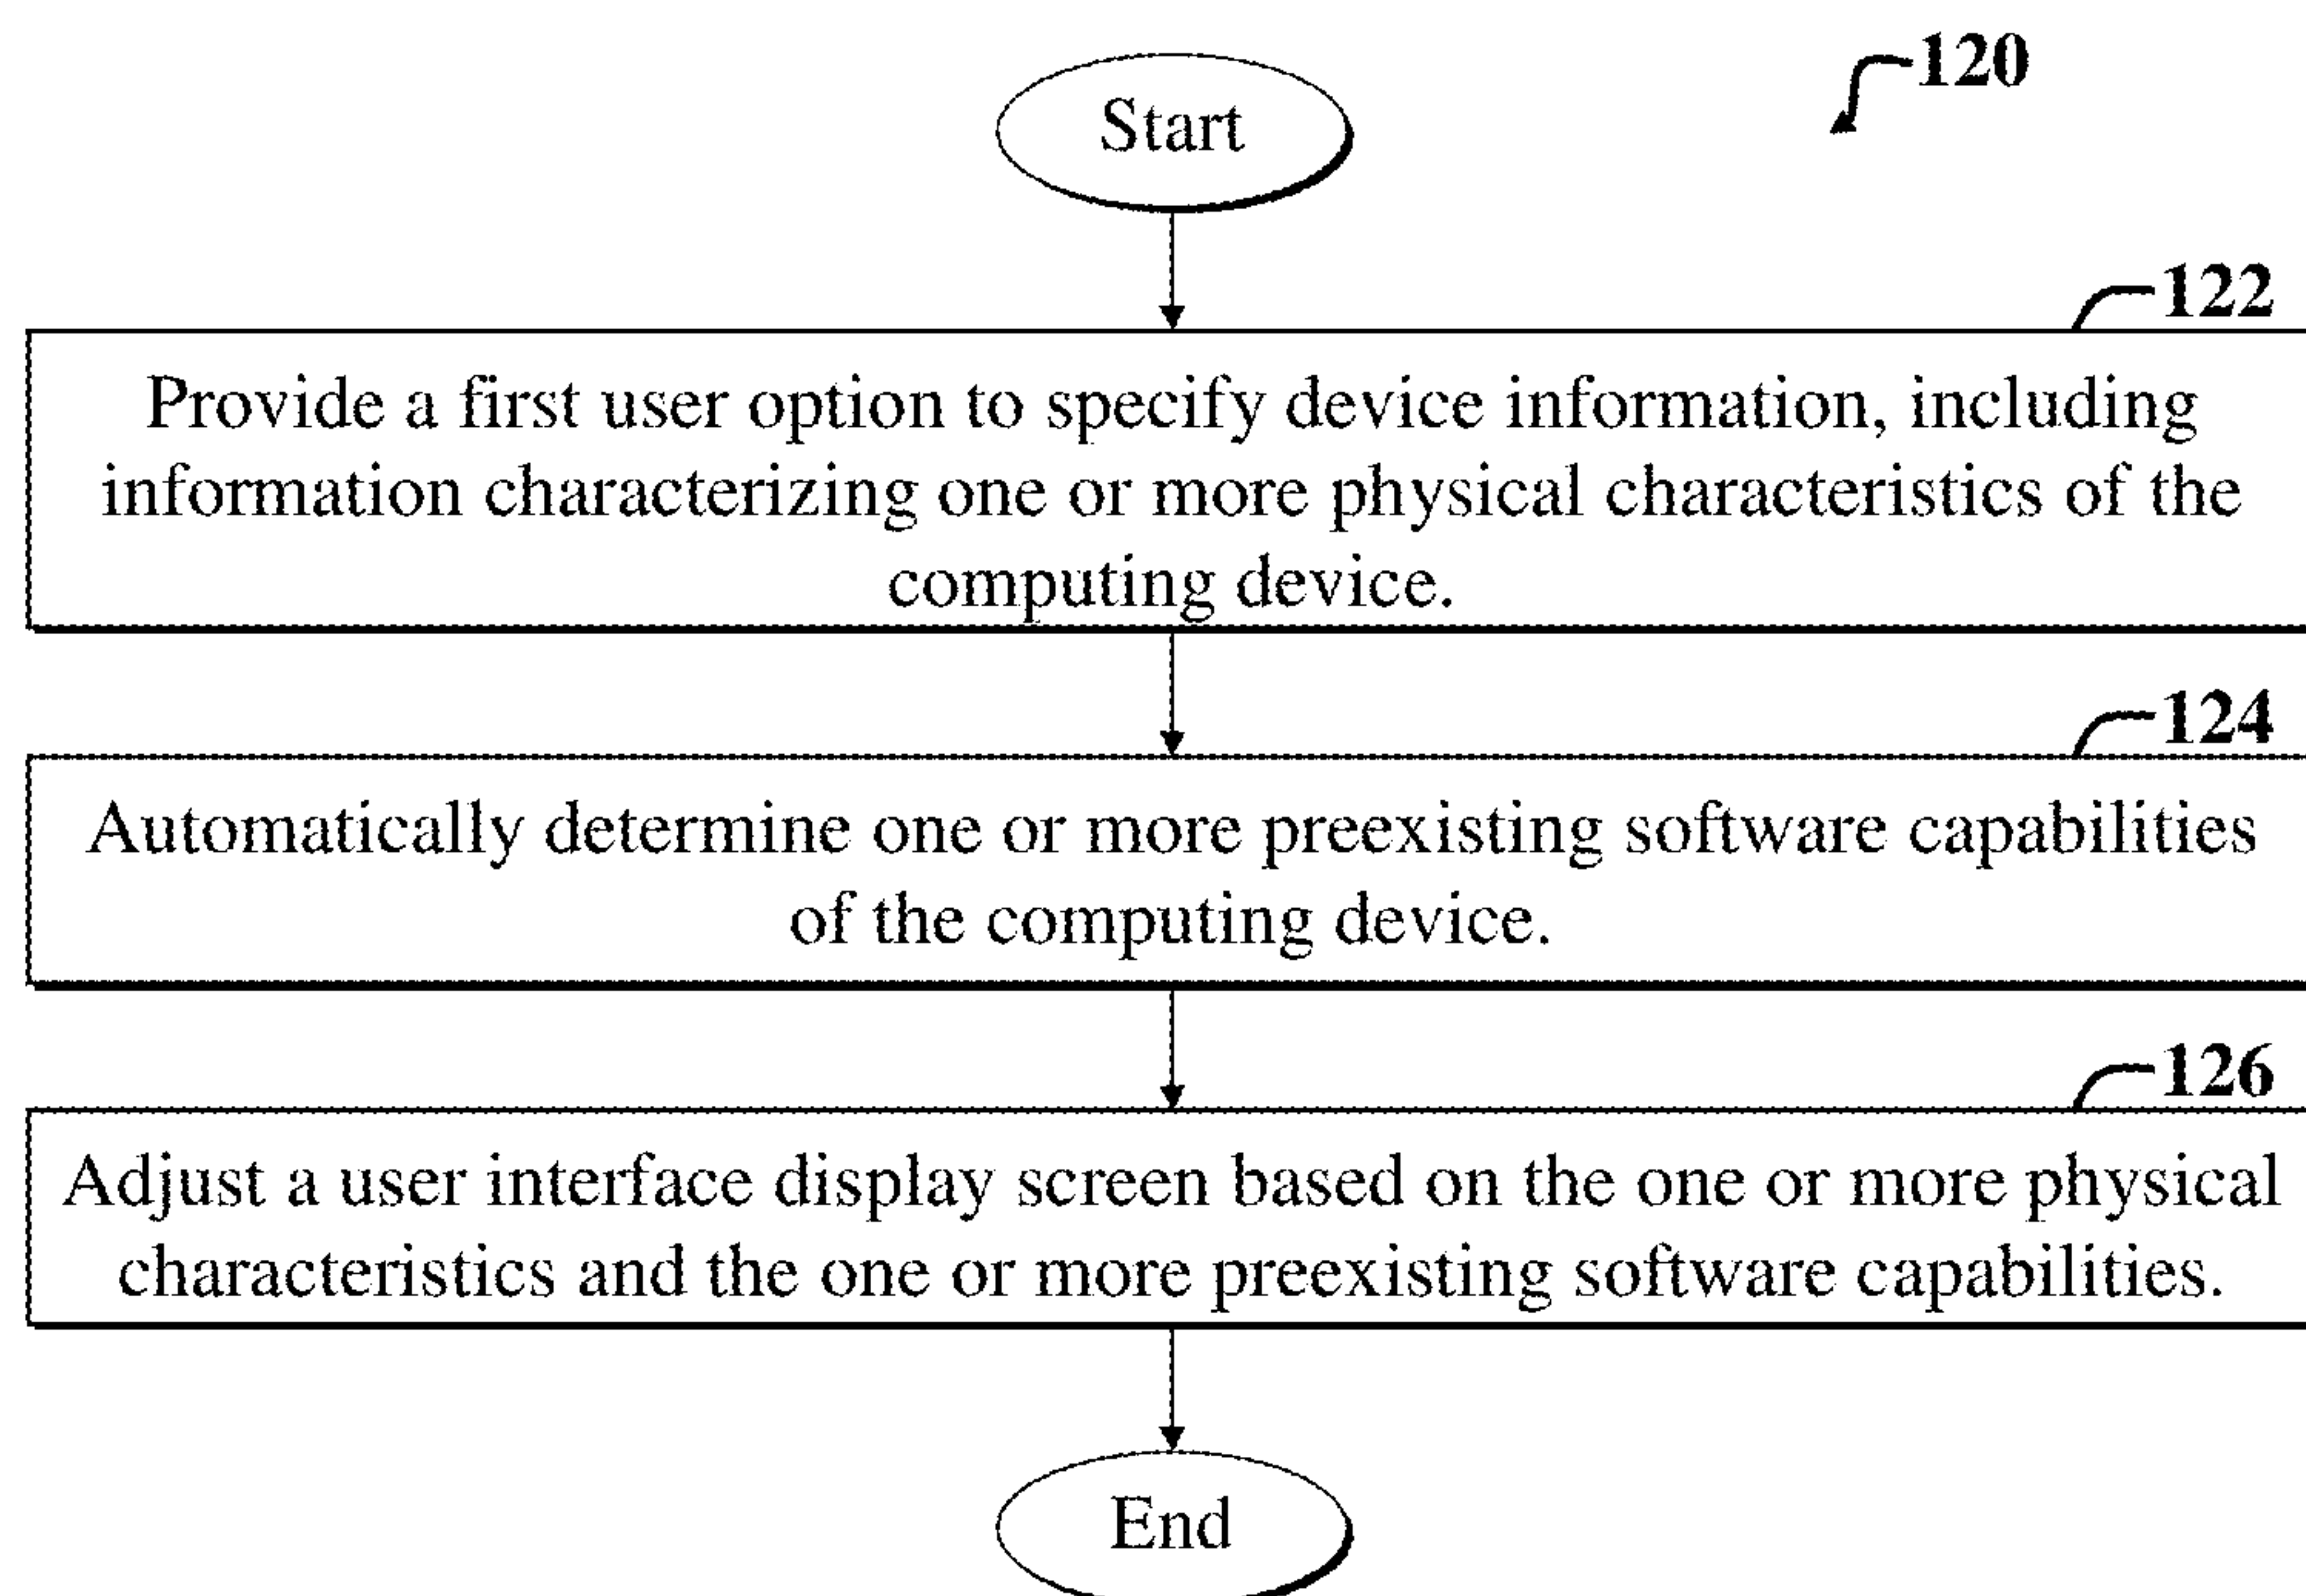 Start
120
122
Provide a first user option to specify device information, including
information characterizing one or more physical characteristics of the
computing device.
124
Automatically determine one or more preexisting software capabilities
of the computing device.
126
Adjust a user interface display screen based on the one or more physical
characteristics and the one or more preexisting software capabilities.
End